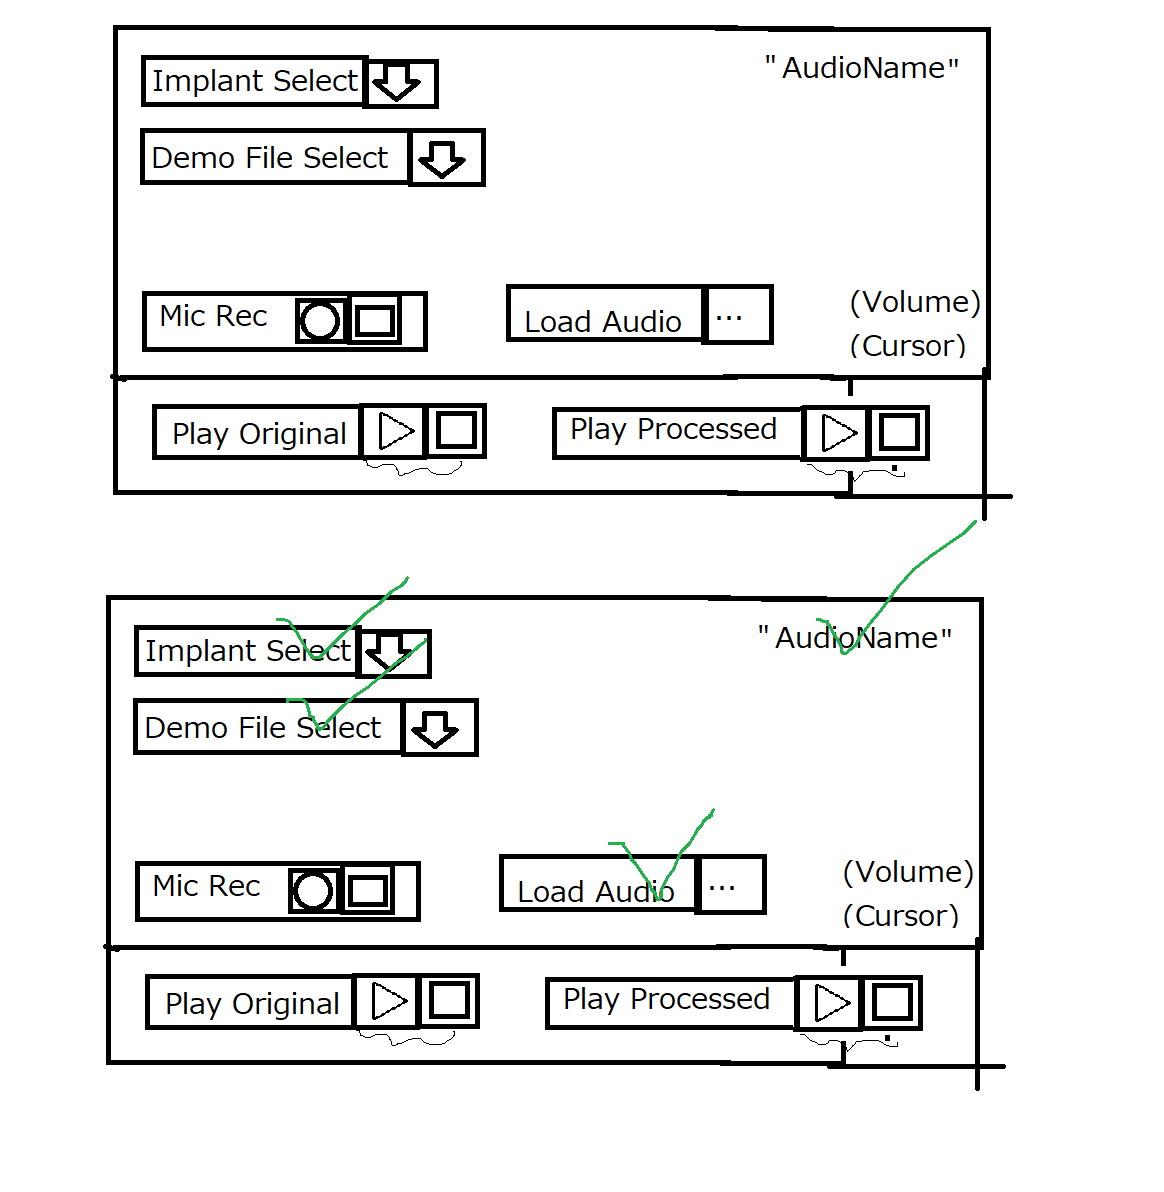 Implant Select
"AudioName"
Demo File Select
Mic Rec
Load Audio ...
(Volume)
(Cursor)
Play Original
Play Processed
Implant Select
"AudioName"
Demo File Select
Mic Rec
Load Audio ...
(Volume)
(Cursor)
Play Original
Play Processed